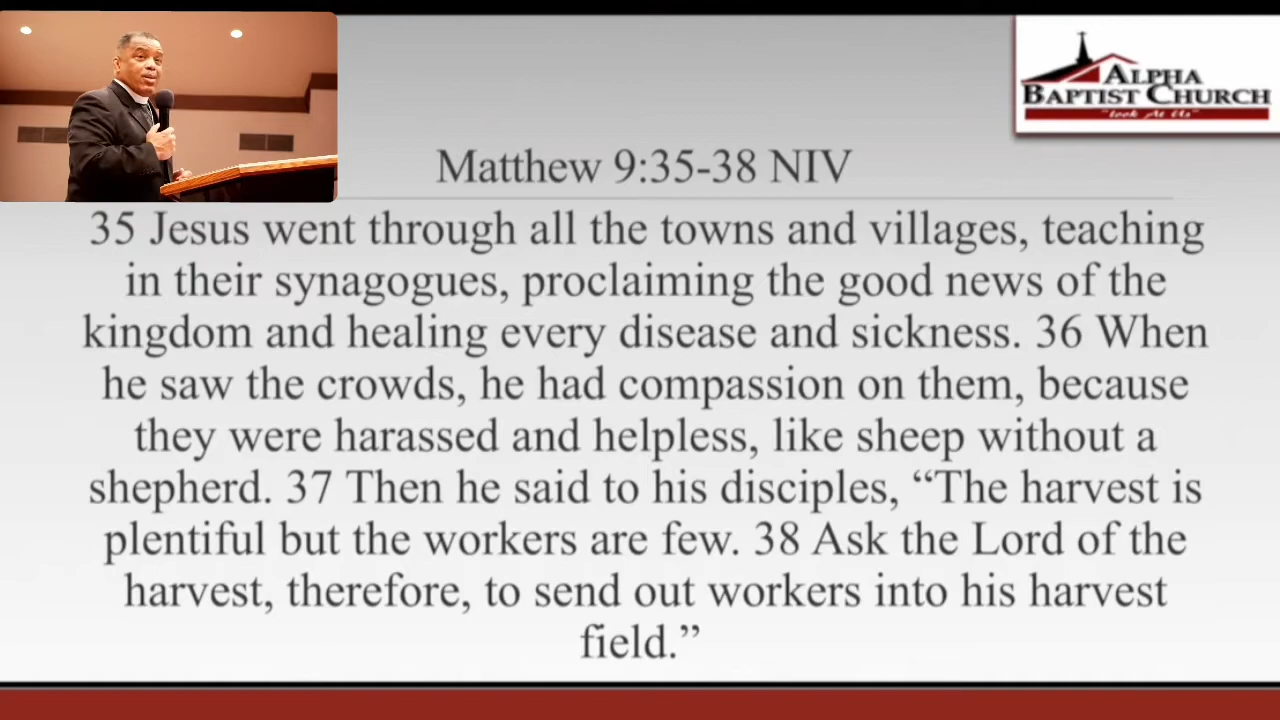 ALPHA
BAPTIST CHURCH
"Look At Us"
Matthew 9:35-38 NIV
35 Jesus went through all the towns and villages, teaching
in their synagogues, proclaiming the good news of the
kingdom and healing every disease and sickness. 36 When
he saw the crowds, he had compassion on them, because
they were harassed and helpless, like sheep without a
shepherd. 37 Then he said to his disciples, “The harvest is
plentiful but the workers are few. 38 Ask the Lord of the
harvest, therefore, to send out workers into his harvest
field.”